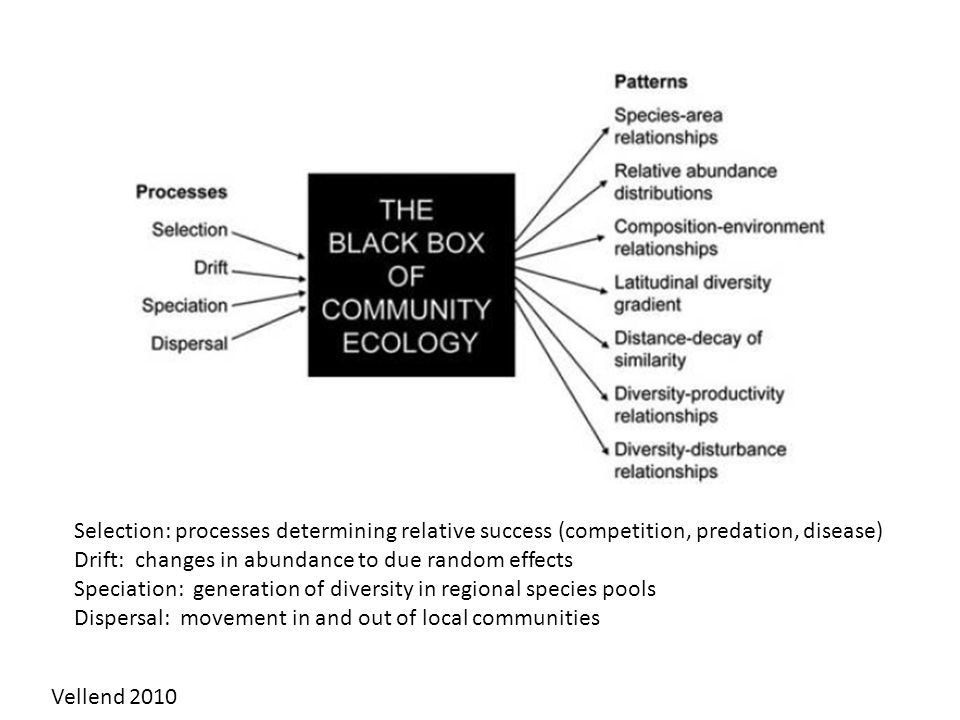 Processes
Selection
Drift
Speciation
Dispersal
THE
BLACK BOX
OF
COMMUNITY
ECOLOGY
Patterns
Species-area
relationships
Relative abundance
distributions
Composition-environment
relationships
Latitudinal diversity
gradient
Distance-decay of
similarity
Diversity-productivity
relationships
Diversity-disturbance
relationships
Selection: processes determining relative success (competition, predation, disease)
Drift: changes in abundance to due random effects
Speciation: generation of diversity in regional species pools
Dispersal: movement in and out of local communities
Vellend 2010